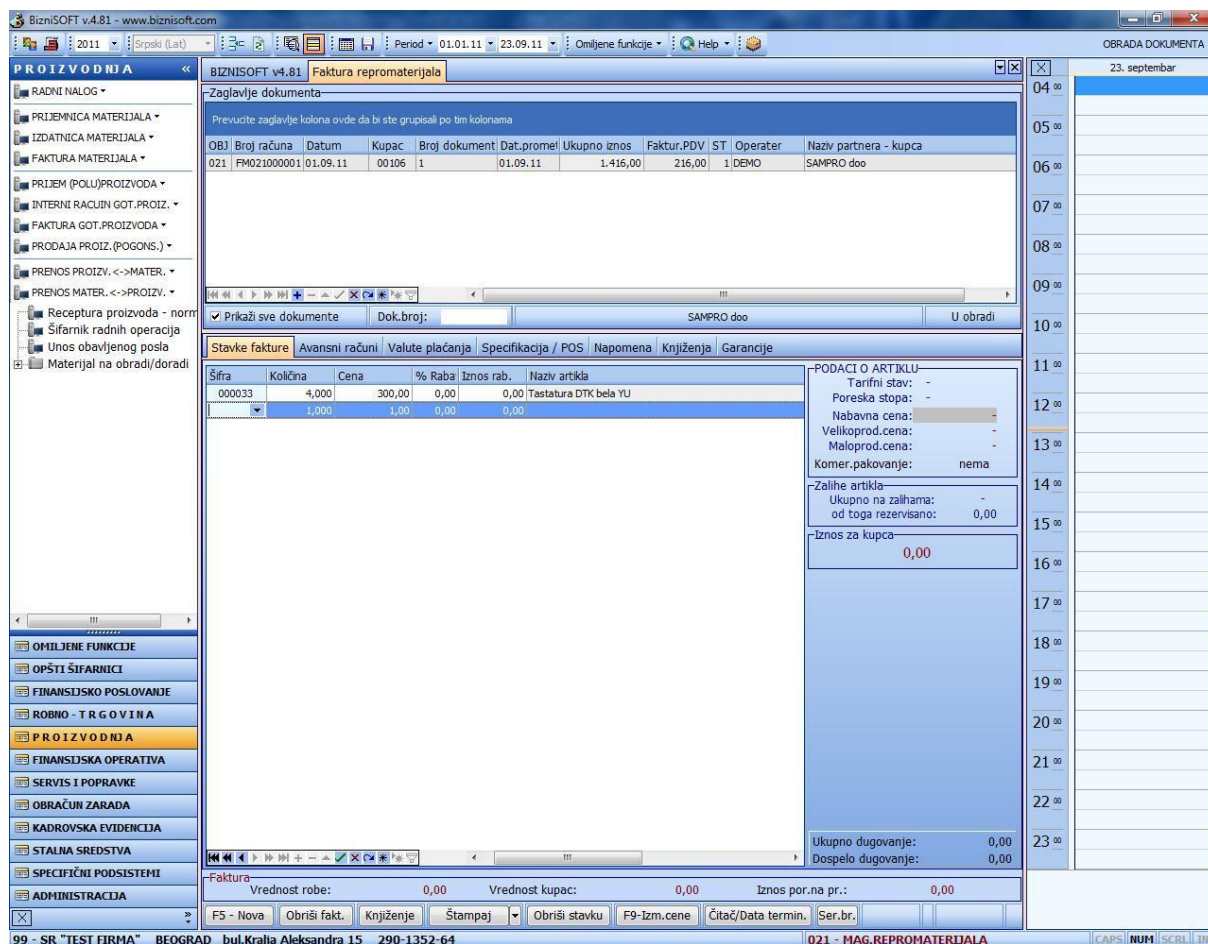 BizniSOFT v.4.81 - www.biznisoft.com
2011 Srpski (Lat) Period 01.01.11 23.09.11 Omiljene funkcije Help OBRADA DOKUMENTA
PROIZVODNJA «
RADNI NALOG
PRIJEMNICA MATERIJALA
IZDATNICA MATERIJALA
FAKTURA MATERIJALA
PRIJEM (POLU)PROIZVODA
INTERNI RACUIN GOT.PROIZ.
FAKTURA GOT.PROIZVODA
PRODAJA PROIZ.(POGONS.)
PRENOS PROIZV.<->MATER.
PRENOS MATER.<->PROIZV.
Receptura proizvoda - norm
Šifarnik radnih operacija
Unos obavljenog posla
Materijal na obradi/doradi
OMILJENE FUNKCIJE
OPŠTI ŠIFARNICI
FINANSIJSKO POSLOVANJE
ROBNO - T R G O V I N A
P R O I Z V O D NJ A
FINANSIJSKA OPERATIVA
SERVIS I POPRAVKE
OBRAČUN ZARADA
KADROVSKA EVIDENCIJA
STALNA SREDSTVA
SPECIFIČNI PODSISTEMI
ADMINISTRACIJA
BIZNISOFT v4.81 Faktura repromaterijala
Zaglavlje dokumenta
Prevucite zaglavlje kolona ovde da bi ste grupisali po tim kolonama
OBJ Broj računa Datum Kupac Broj dokument Dat.promet Ukupno iznos Faktur.PDV ST Operater Naziv partnera - kupca
021 FM021000001 01.09.11 00106 1 01.09.11 1.416,00 216,00 1 DEMO SAMPRO doo
Prikaži sve dokumente Dok.broj: SAMPRO doo U obradi
Stavke fakture Avansni računi Valute plaćanja Specifikacija / POS Napomena Knjiženja Garancije
Šifra Količina Cena % Raba Iznos rab. Naziv artikla
000033 4,000 300,00 0,00 0,00 Tastatura DTK bela YU
1,000 1,00 0,00 0,00
PODACI O ARTIKLU
Tarifni stav: -
Poreska stopa: -
Nabavna cena: -
Velikoprod.cena: -
Maloprod.cena: -
Komer.pakovanje: nema
Zalihe artikla
Ukupno na zalihama: -
od toga rezervisano: 0,00
Iznos za kupca
0,00
Ukupno dugovanje: 0,00
Dospelo dugovanje: 0,00
Faktura
Vrednost robe: 0,00 Vrednost kupac: 0,00 Iznos por.na pr.: 0,00
F5 - Nova Obriši fakt. Knjiženje Štampaj Obriši stavku F9-Izm.cene Čitač/Data termin. Ser.br.
23. septembar
04 00
05 00
06 00
07 00
08 00
09 00
10 00
11 00
12 00
13 00
14 00
15 00
16 00
17 00
18 00
19 00
20 00
21 00
22 00
23 00
99 - SR "TEST FIRMA" BEOGRAD bul.Kralja Aleksandra 15 290-1352-64 021 - MAG.REPROMATERIJALA CAPS NUM SCRL IN